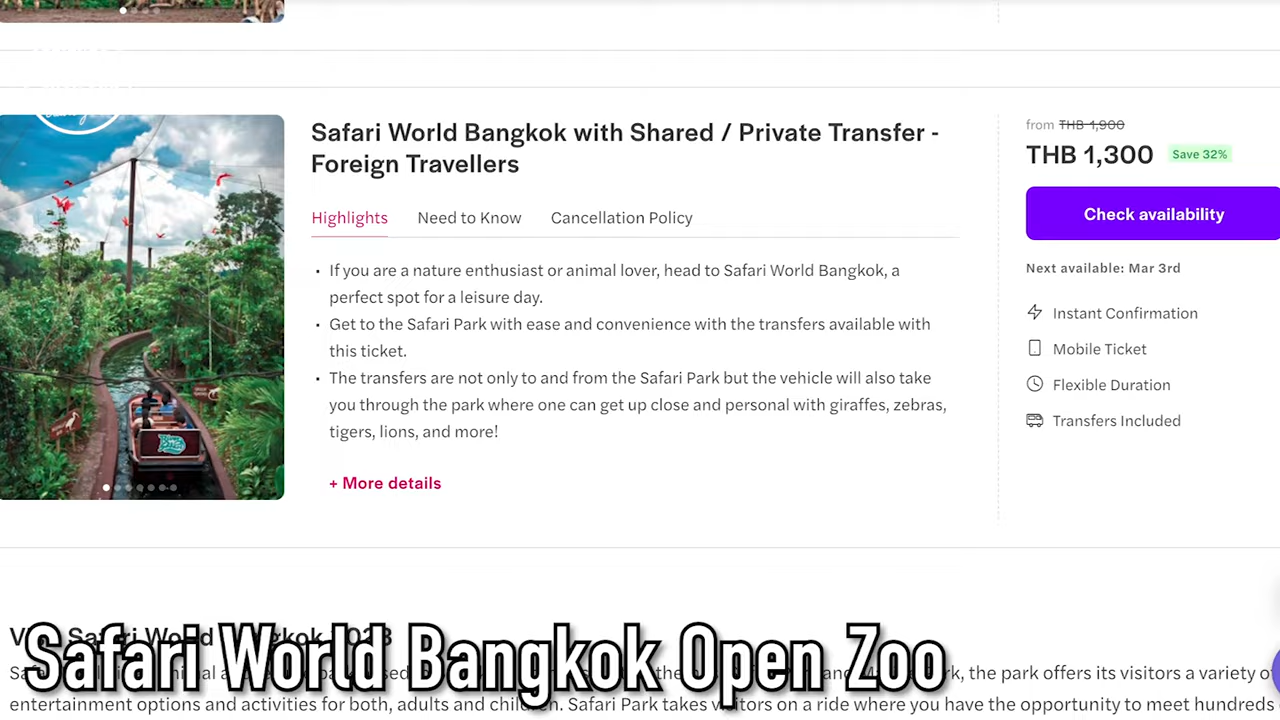 Safari World Bangkok with Shared / Private Transfer -
Foreign Travellers
Highlights Need to Know Cancellation Policy
· If you are a nature enthusiast or animal lover, head to Safari World Bangkok, a
perfect spot for a leisure day.
· Get to the Safari Park with ease and convenience with the transfers available with
this ticket.
· The transfers are not only to and from the Safari Park but the vehicle will also take
you through the park where one can get up close and personal with giraffes, zebras,
tigers, lions, and more!
+ More details
from THB 1,900
THB 1,300 Save 32%
Check availability
Next available: Mar 3rd
Instant Confirmation
Mobile Ticket
Flexible Duration
Transfers Included
Safari World Bangkok Open Zoo
park, the park offers its visitors a variety of
entertainment options and activities for both, adults and children. Safari Park takes visitors on a ride where you have the opportunity to meet hundreds